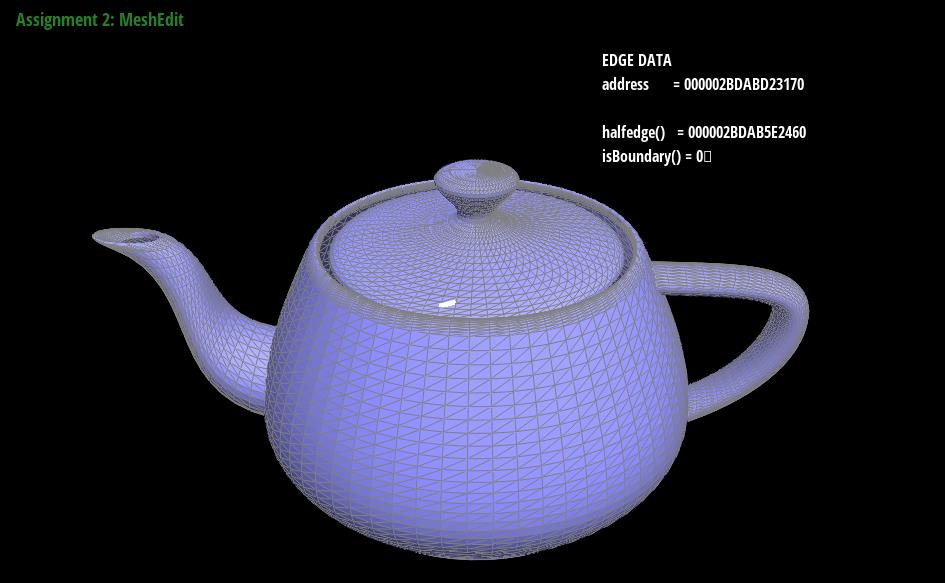 Assignment 2: MeshEdit
EDGE DATA
address = 000002BDABD23170
halfedge() = 000002BDAB5E2460
isBoundary() = 0▯